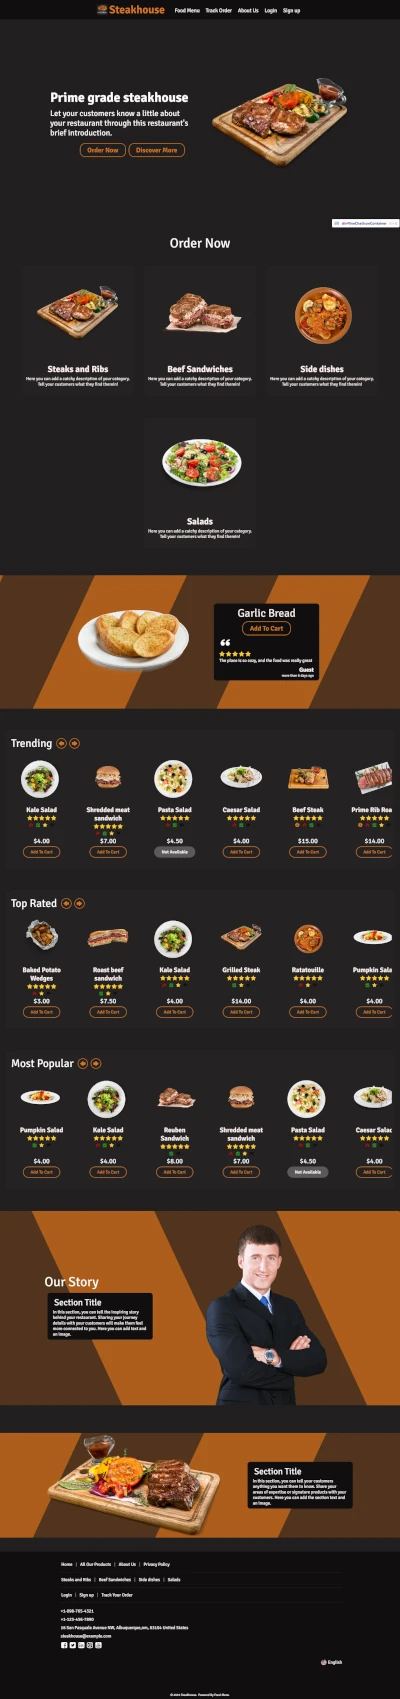 Steakhouse
Food Menu Track Order About Us Login Sign up
Prime grade steakhouse
Let your customers know a little about
your restaurant through this restaurant's
brief introduction.
Order Now Discover More
Order Now
Steaks and Ribs Beef Sandwiches Side dishes
Here you can add a catchy description of your category. Here you can add a catchy description of your category. Here you can add a catchy description of your category.
Tell your customers what they find therein! Tell your customers what they find therein! Tell your customers what they find therein!
Salads
Here you can add a catchy description of your category.
Tell your customers what they find therein!
Garlic Bread
Add To Cart
The place is so cozy, and the food was really great
Guest
more than 6 days ago
Trending
Kale Salad Shredded meat sandwich Pasta Salad Caesar Salad Beef Steak Prime Rib Roa
$4.00 $7.00 $4.50 $4.00 $15.00 $14.00
Add To Cart Add To Cart Not Available Add To Cart Add To Cart Add To Cart
Top Rated
Baked Potato Wedges Roast beef sandwich Kale Salad Grilled Steak Ratatouille Pumpkin Sala
$3.00 $7.50 $4.00 $14.00 $4.00 $4.00
Add To Cart Add To Cart Add To Cart Add To Cart Add To Cart Add To Cart
Most Popular
Pumpkin Salad Kale Salad Reuben Sandwich Shredded meat sandwich Pasta Salad Caesar Salad
$4.00 $4.00 $8.00 $7.00 $4.50 $4.00
Add To Cart Add To Cart Add To Cart Add To Cart Not Available Add To Cart
Our Story
Section Title
In this section, you can tell the inspiring story
behind your restaurant. Sharing your journey
details with your customers will make them feel
more connected to you. Here you can add text and
an image.
Section Title
In this section, you can tell your customers
anything you want them to know. Share your
areas of expertise or signature products with your
customers. Here you can add the section text and
an image.
Home | All Our Products | About Us | Privacy Policy
Steaks and Ribs | Beef Sandwiches | Side dishes | Salads
Login | Sign up | Track Your Order
+1-098-765-4321
+1-123-456-7890
steakhouse@example.com
English